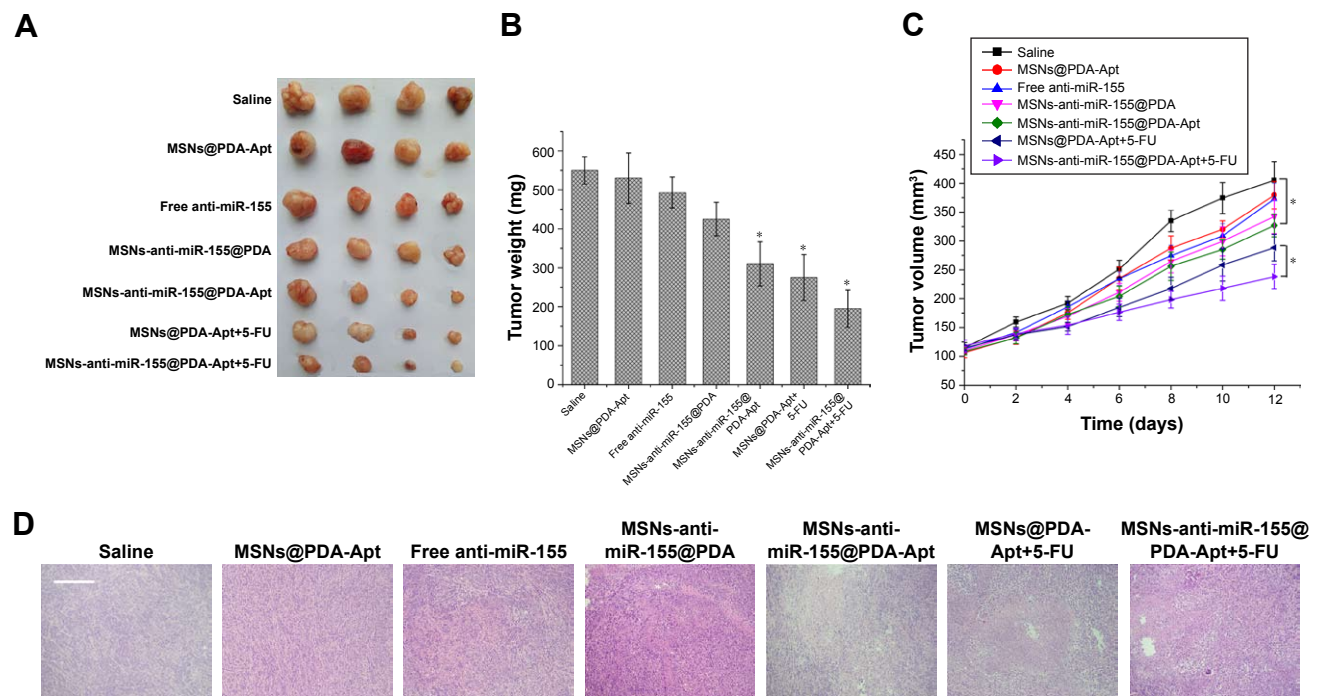 A
Saline
MSNs@PDA-Apt
Free anti-miR-155
MSNs-anti-miR-155@PDA
MSNs-anti-miR-155@PDA-Apt
MSNs@PDA-Apt+5-FU
MSNs-anti-miR-155@PDA-Apt+5-FU
B
Tumor weight (mg)
600
500
400
300
200
100
0
*
*
*
Saline
MSNs@PDA-Apt
Free anti-miR-155
MSNs-anti-miR-155@PDA
MSNs-anti-miR-155@
PDA-Apt
MSNs@PDA-Apt+
5-FU
MSNs-anti-miR-155@
PDA-Apt+5-FU
C
Saline
MSNs@PDA-Apt
Free anti-miR-155
MSNs-anti-miR-155@PDA
MSNs-anti-miR-155@PDA-Apt
MSNs@PDA-Apt+5-FU
MSNs-anti-miR-155@PDA-Apt+5-FU
Tumor volume (mm³)
450
400
350
300
250
200
150
100
50
*
*
0
2
4
6
8
10
12
Time (days)
D
Saline
MSNs@PDA-Apt
Free anti-miR-155
MSNs-anti-
miR-155@PDA
MSNs-anti-
miR-155@PDA-Apt
MSNs@PDA-
Apt+5-FU
MSNs-anti-miR-155@
PDA-Apt+5-FU